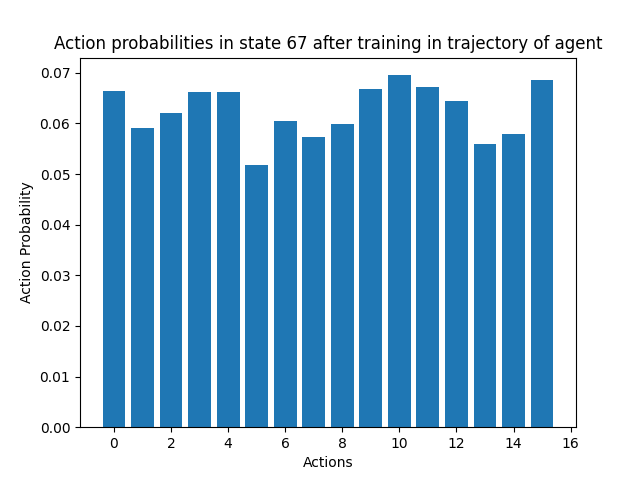 Action probabilities in state 67 after training in trajectory of agent
0.07
0.06
0.05
0.04
0.03
0.02
0.01
0.00
Action Probability
0 2 4 6 8 10 12 14 16
Actions